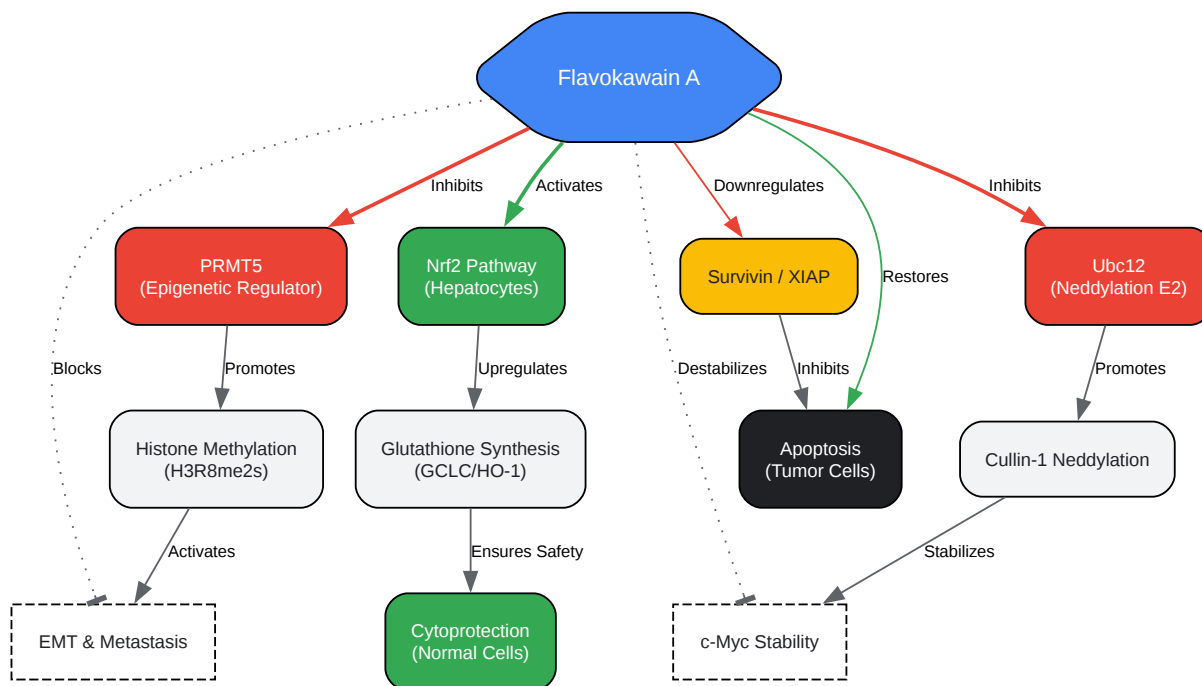 Flavokawain A
Inhibits
Activates
Downregulates
Inhibits
PRMT5
(Epigenetic Regulator)
Nrf2 Pathway
(Hepatocytes)
Survivin / XIAP
Restores
Ubc12
(Neddylation E2)
Blocks
Promotes
Upregulates
Destabilizes
Inhibits
Promotes
Histone Methylation
(H3R8me2s)
Glutathione Synthesis
(GCLC/HO-1)
Apoptosis
(Tumor Cells)
Cullin-1 Neddylation
Activates
Ensures Safety
Stabilizes
EMT & Metastasis
Cytoprotection
(Normal Cells)
c-Myc Stability